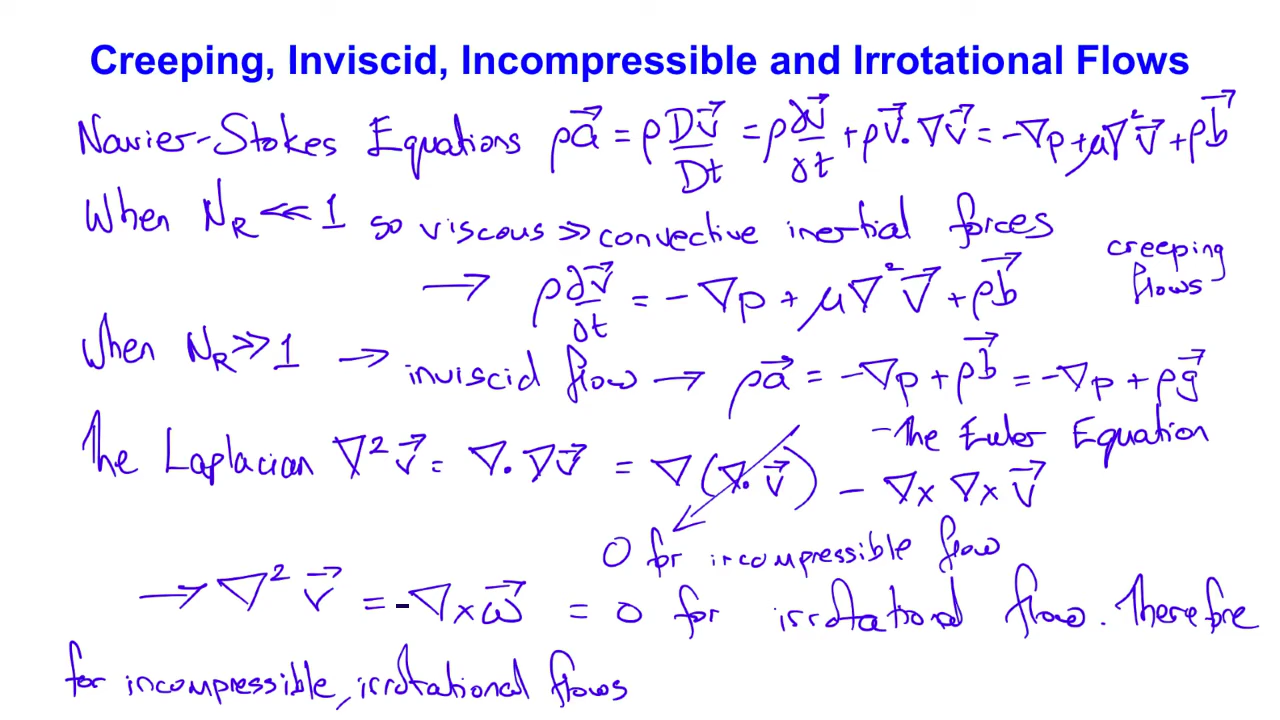 Creeping, Inviscid, Incompressible and Irrotational Flows
Navier-Stokes Equations ρa⃗ = ρ Dv⃗/Dt = ρ ∂v⃗/∂t + ρv⃗·∇v⃗ = -∇p + μ∇²v⃗ + ρb⃗
When N_R ≪ 1 so viscous ≫ convective inertial forces
creeping flows
→ ρ ∂v⃗/∂t = -∇p + μ∇²v⃗ + ρb⃗
When N_R ≫ 1 → inviscid flow → ρa⃗ = -∇p + ρb⃗ = -∇p + ρg⃗
-The Euler Equation
The Laplacian ∇²v⃗ = ∇·∇v⃗ = ∇(∇·v⃗) - ∇×∇×v⃗
0 for incompressible flow
→ ∇²v⃗ = -∇×ω⃗ = 0 for irrotational flow. Therefore
for incompressible, irrotational flows